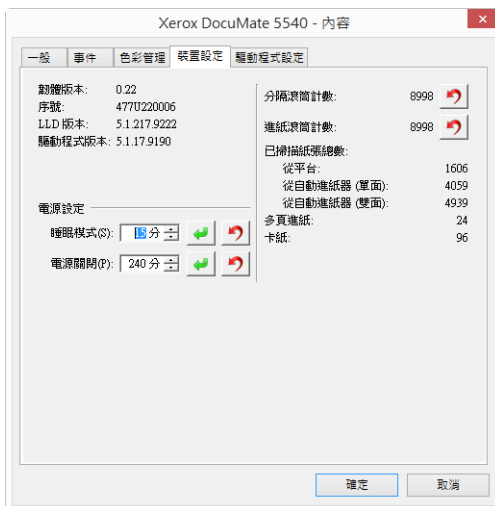 Xerox DocuMate 5540 - 內容
一般 事件 色彩管理 裝置設定 驅動程式設定
韌體版本: 0.22
序號: 477U220006
LLD 版本: 5.1.217.9222
驅動程式版本: 5.1.17.9190
電源設定
睡眠模式(S): 15 分
電源關閉(P): 240 分
分隔滾筒計數: 8998
進紙滾筒計數: 8998
已掃描紙張總數:
從平台: 1606
從自動進紙器 (單面): 4059
從自動進紙器 (雙面): 4939
多頁進紙: 24
卡紙: 96
確定 取消